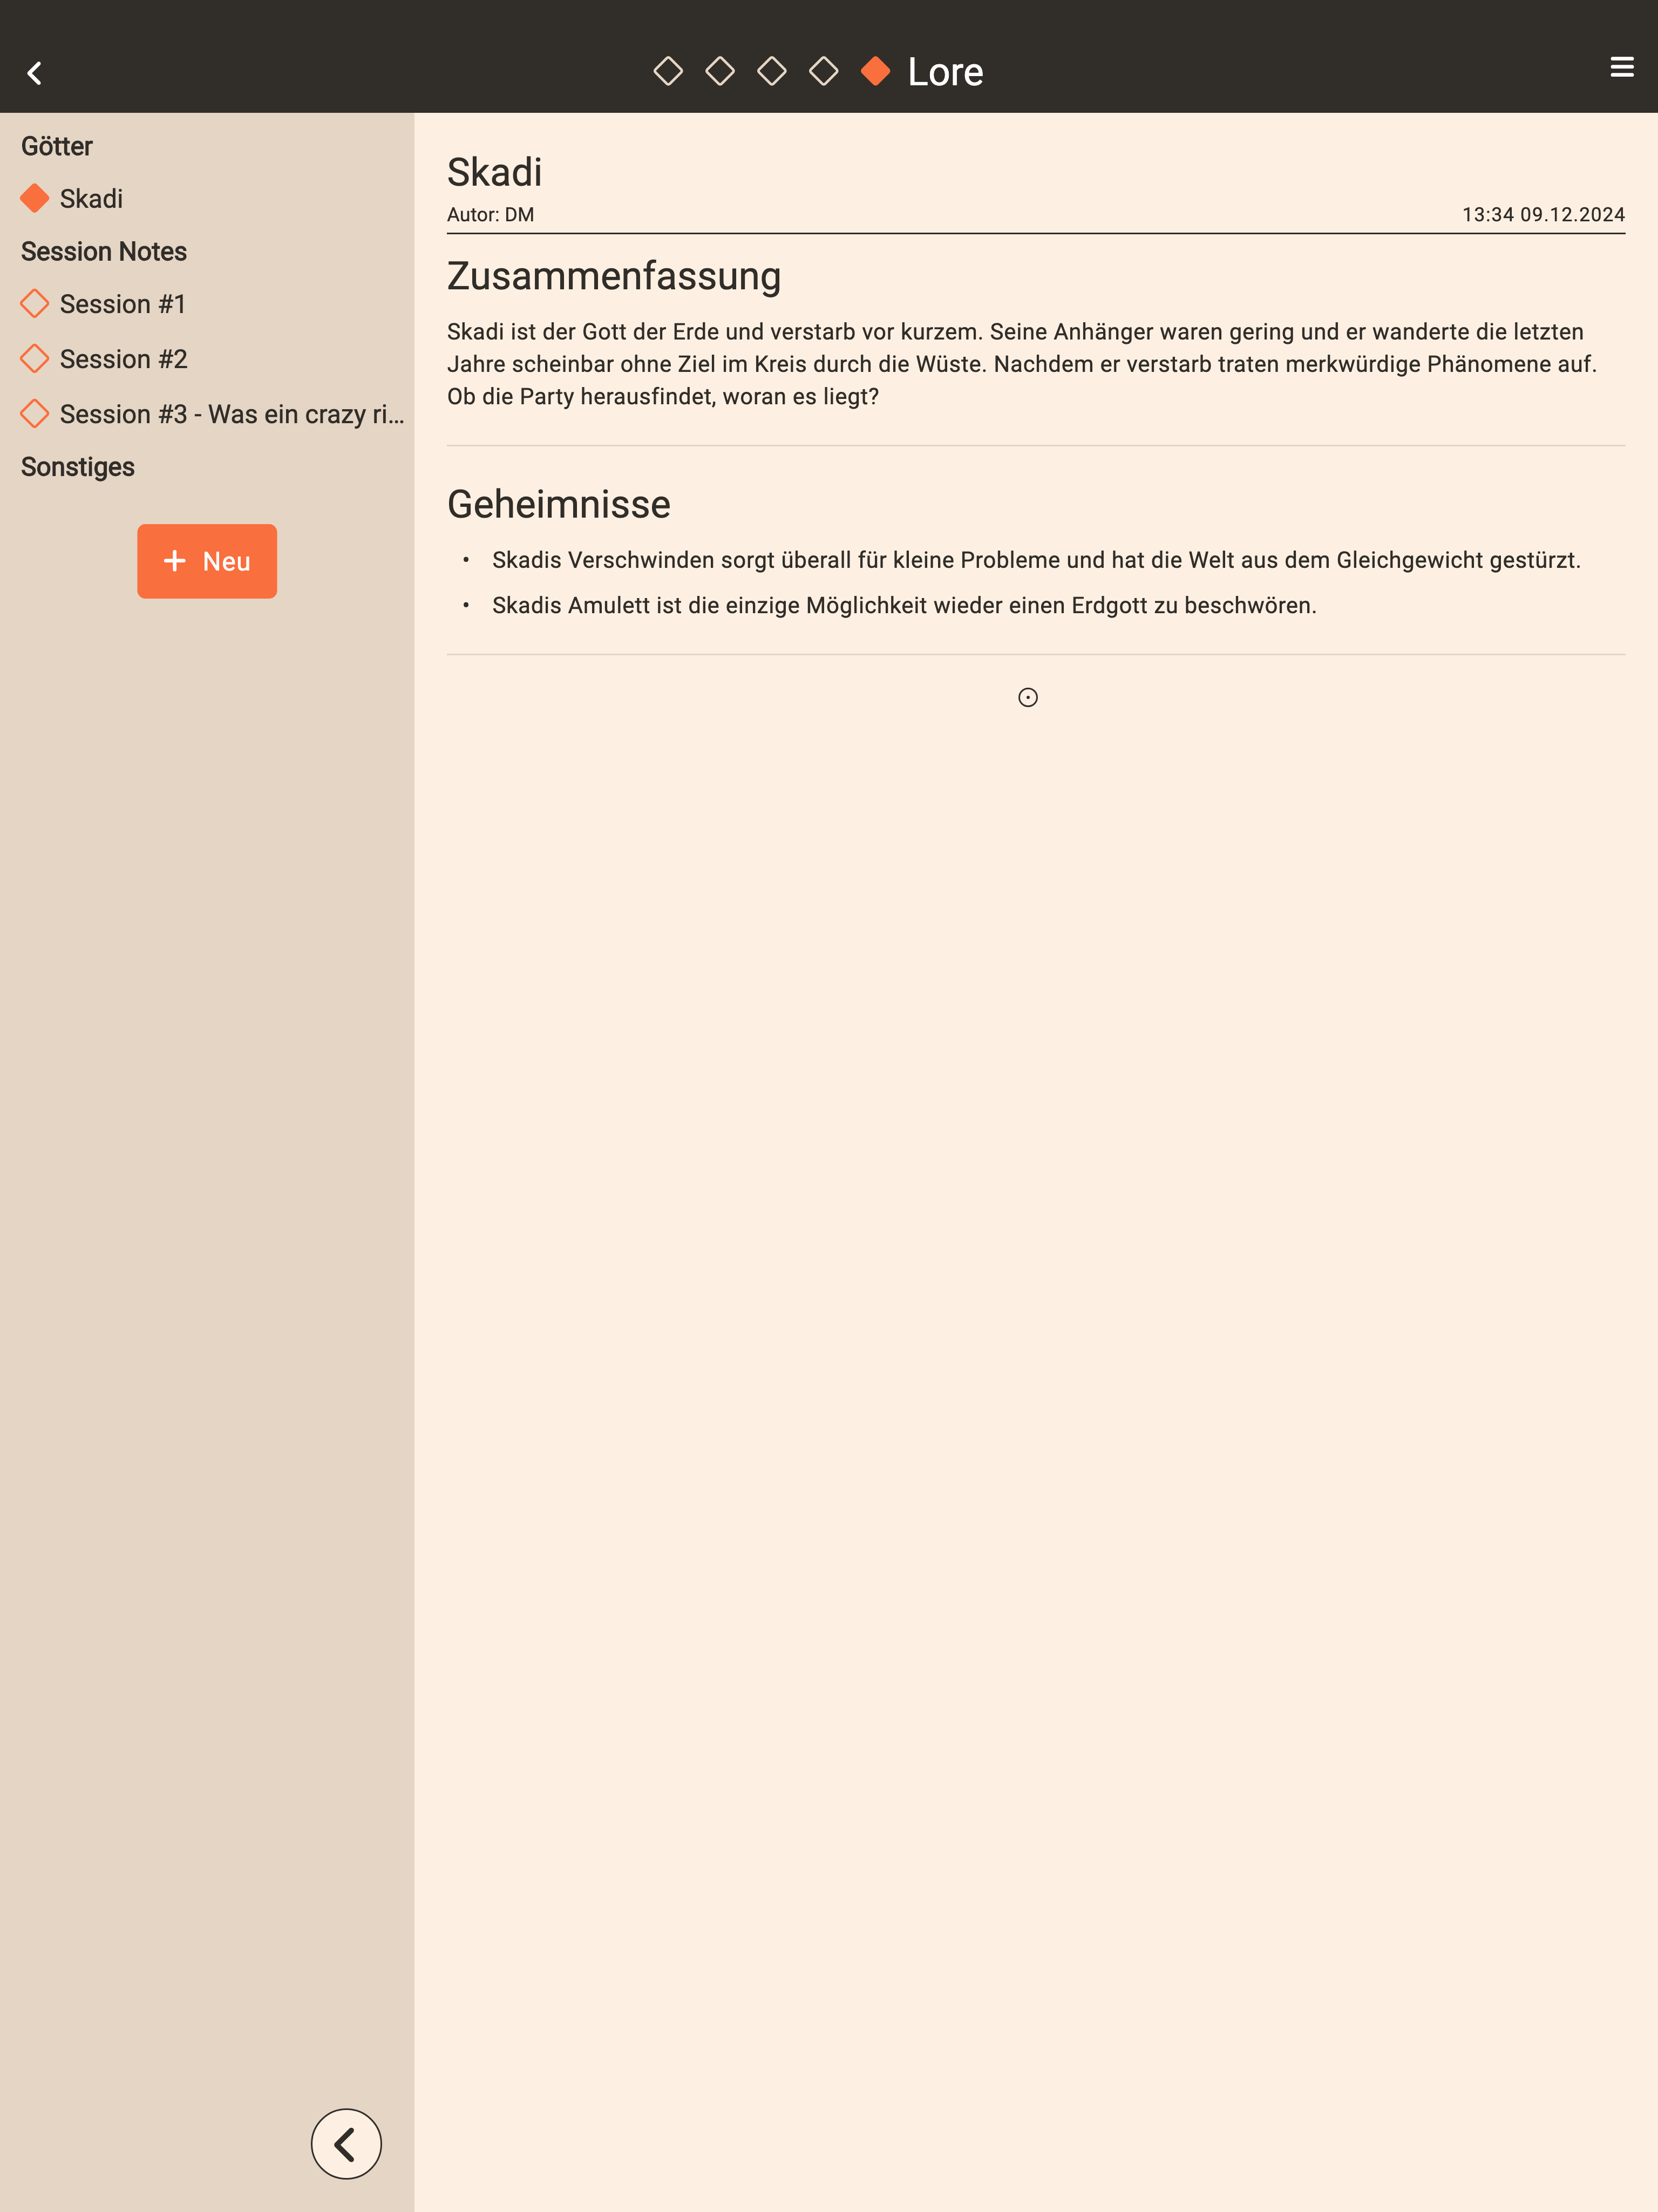 Lore
Götter
Skadi
Session Notes
Session #1
Session #2
Session #3 - Was ein crazy ri...
Sonstiges
+ Neu
Skadi
Autor: DM
13:34 09.12.2024
Zusammenfassung
Skadi ist der Gott der Erde und verstarb vor kurzem. Seine Anhänger waren gering und er wanderte die letzten
Jahre scheinbar ohne Ziel im Kreis durch die Wüste. Nachdem er verstarb traten merkwürdige Phänomene auf.
Ob die Party herausfindet, woran es liegt?
Geheimnisse
• Skadis Verschwinden sorgt überall für kleine Probleme und hat die Welt aus dem Gleichgewicht gestürzt.
• Skadis Amulett ist die einzige Möglichkeit wieder einen Erdgott zu beschwören.